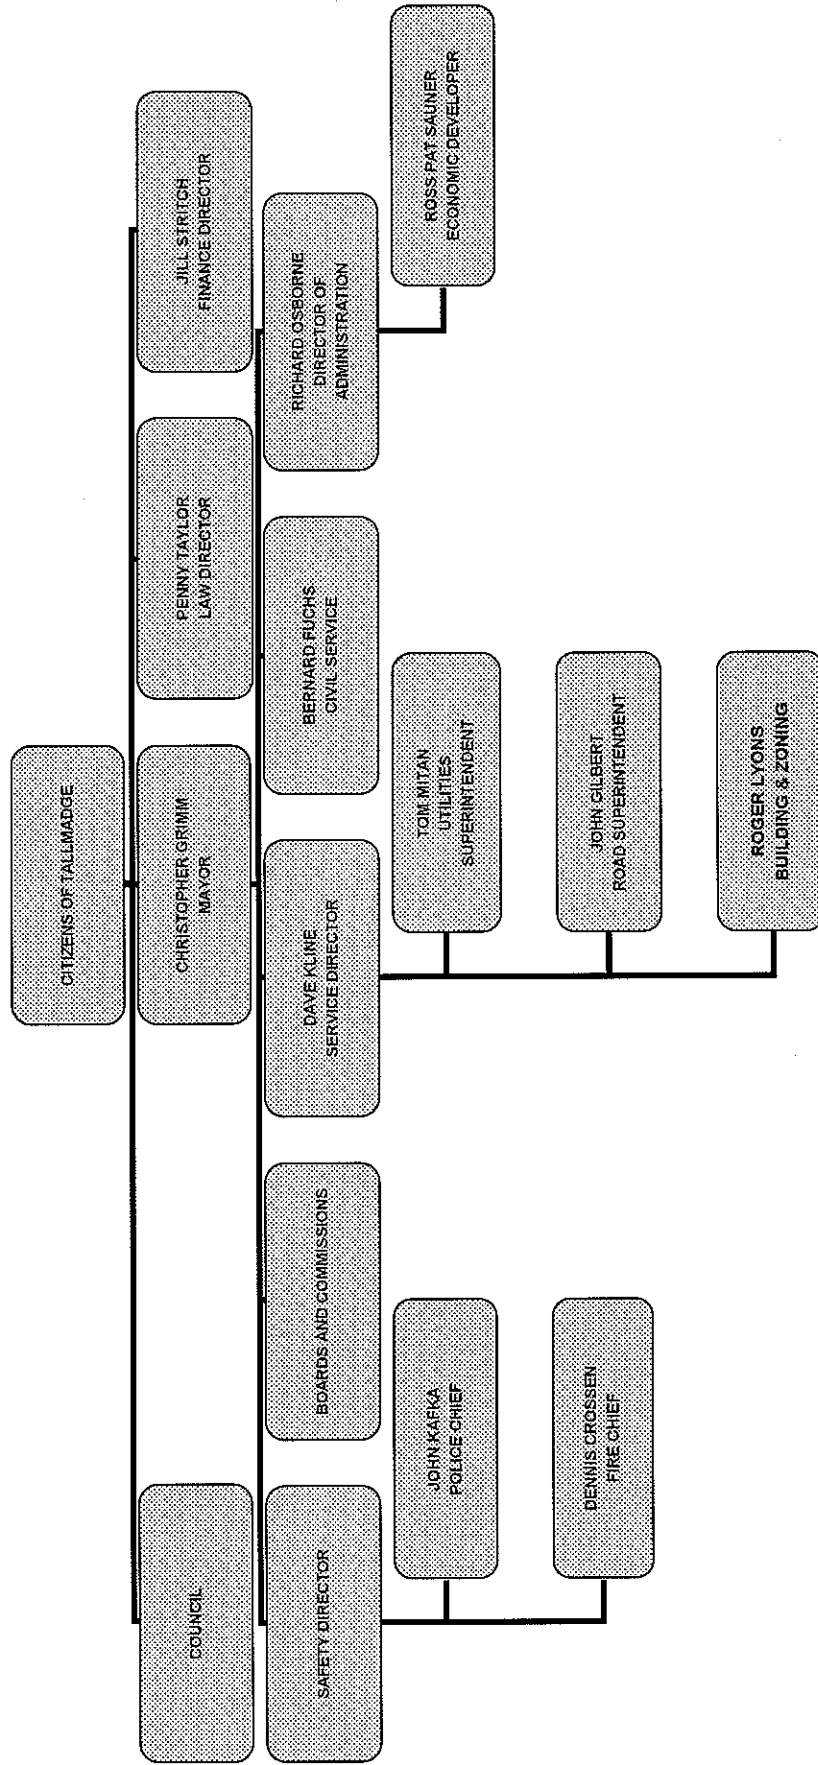 CITIZENS OF TALLMADGE
COUNCIL
CHRISTOPHER GRIMM
MAYOR
PENNY TAYLOR
LAW DIRECTOR
JILL STRITCH
FINANCE DIRECTOR
SAFETY DIRECTOR
BOARDS AND COMMISSIONS
DAVE KLINE
SERVICE DIRECTOR
BERNARD FUCHS
CIVIL SERVICE
RICHARD OSBORNE
DIRECTOR OF
ADMINISTRATION
JOHN KAFKA
POLICE CHIEF
DENNIS CROSSEN
FIRE CHIEF
TOM MITAN
UTILITIES
SUPERINTENDENT
JOHN GILBERT
ROAD SUPERINTENDENT
ROGER LYONS
BUILDING & ZONING
ROSS PAT SAUNER
ECONOMIC DEVELOPER